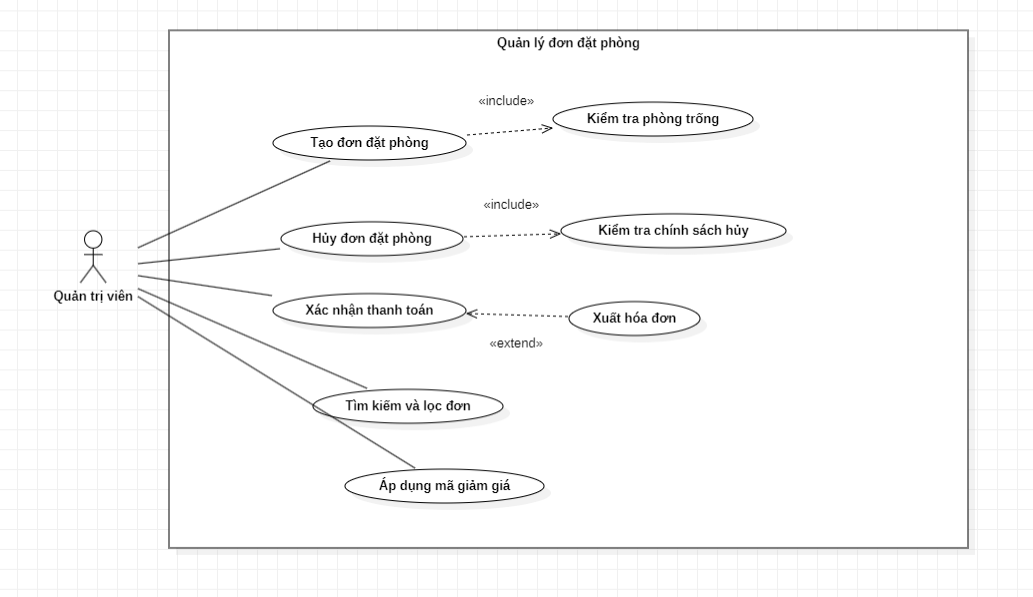 Quản lý đơn đặt phòng
«include»
Kiểm tra phòng trống
Tạo đơn đặt phòng
«include»
Kiểm tra chính sách hủy
Hủy đơn đặt phòng
Quản trị viên
Xác nhận thanh toán
Xuất hóa đơn
«extend»
Tìm kiếm và lọc đơn
Áp dụng mã giảm giá